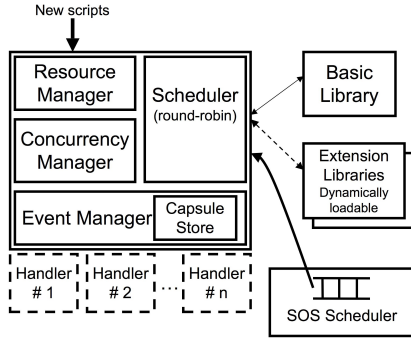 New scripts
Resource
Manager
Scheduler
(round-robin)
Concurrency
Manager
Event Manager
Capsule
Store
Basic
Library
Extension
Libraries
Dynamically
loadable
Handler
# 1
Handler
# 2
...
Handler
# n
SOS Scheduler